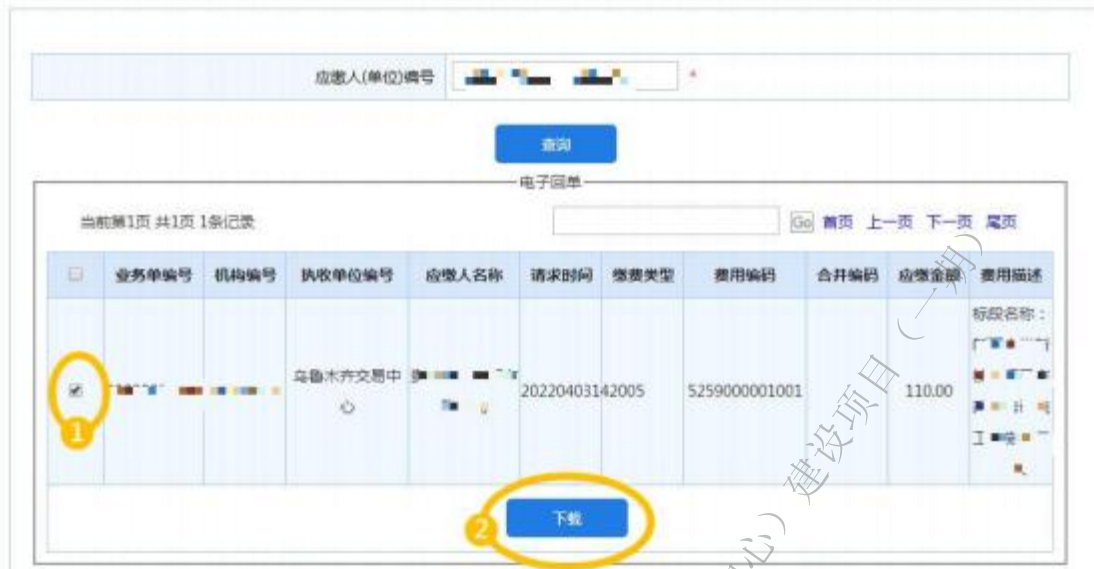 应缴人(单位)编号 *
查询
电子回单
当前第1页 共1页 1条记录 Go 首页 上一页 下一页 尾页
业务单编号 机构编号 执收单位编号 应缴人名称 请求时间 缴费类型 费用编码 合并编码 应缴金额 费用描述
标段名称：
乌鲁木齐交易中
心
20220403142005 5259000001001 110.00
1
2 下载
心）建设项目（一期）